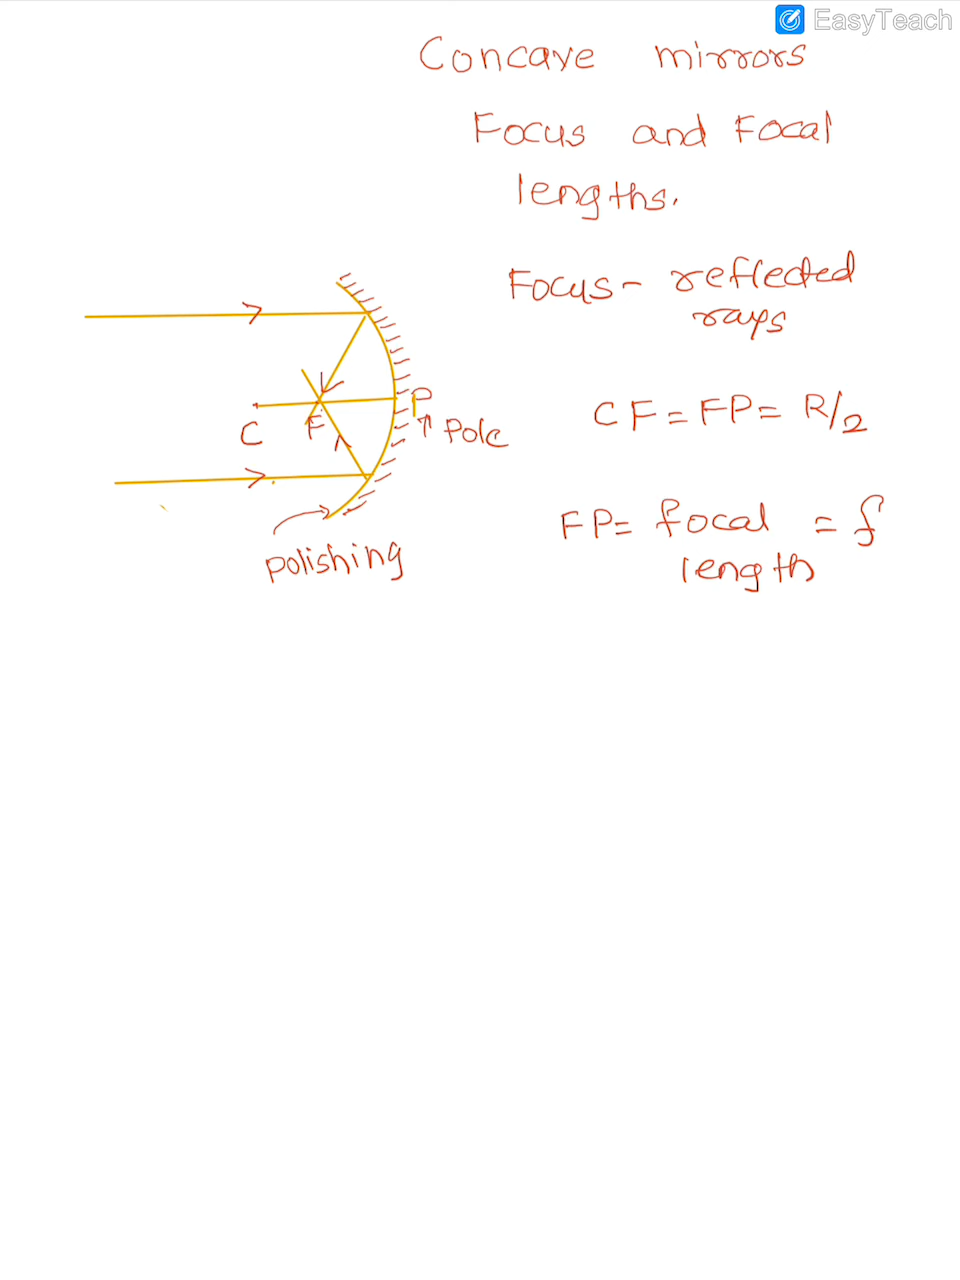 EasyTeach
Concave mirrors
Focus and Focal
lengths.
Focus - reflected
rays
C
F
P
↑ Pole
CF = FP = R/2
FP = focal = f
length
polishing